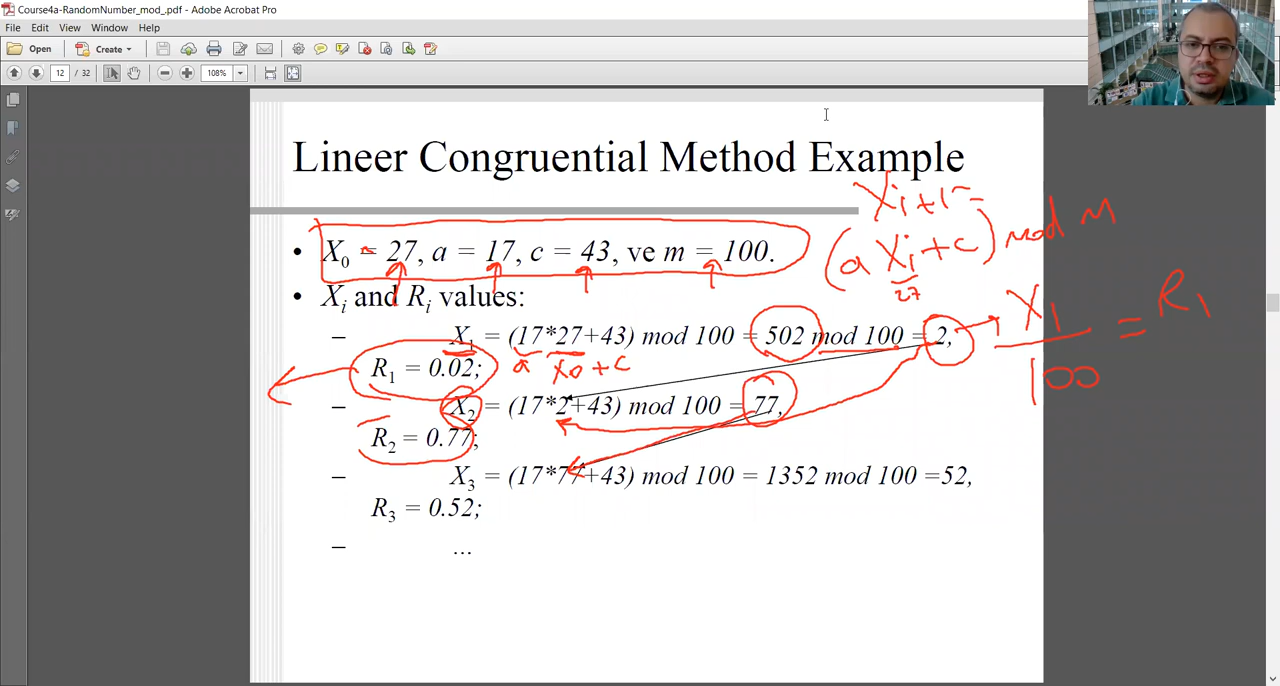 Course4a-RandomNumber_mod_.pdf - Adobe Acrobat Pro
File Edit View Window Help
Open Create
12 / 32 108%
Lineer Congruential Method Example
Xi+1 =
(a Xi + c) mod m
27
• X0 = 27, a = 17, c = 43, ve m = 100.
• Xi and Ri values:
– X1 = (17*27+43) mod 100 = 502 mod 100 = 2,
X1 / 100 = R1
R1 = 0.02;
a X0 + c
– X2 = (17*2+43) mod 100 = 77,
R2 = 0.77;
– X3 = (17*77+43) mod 100 = 1352 mod 100 =52,
R3 = 0.52;
– ...